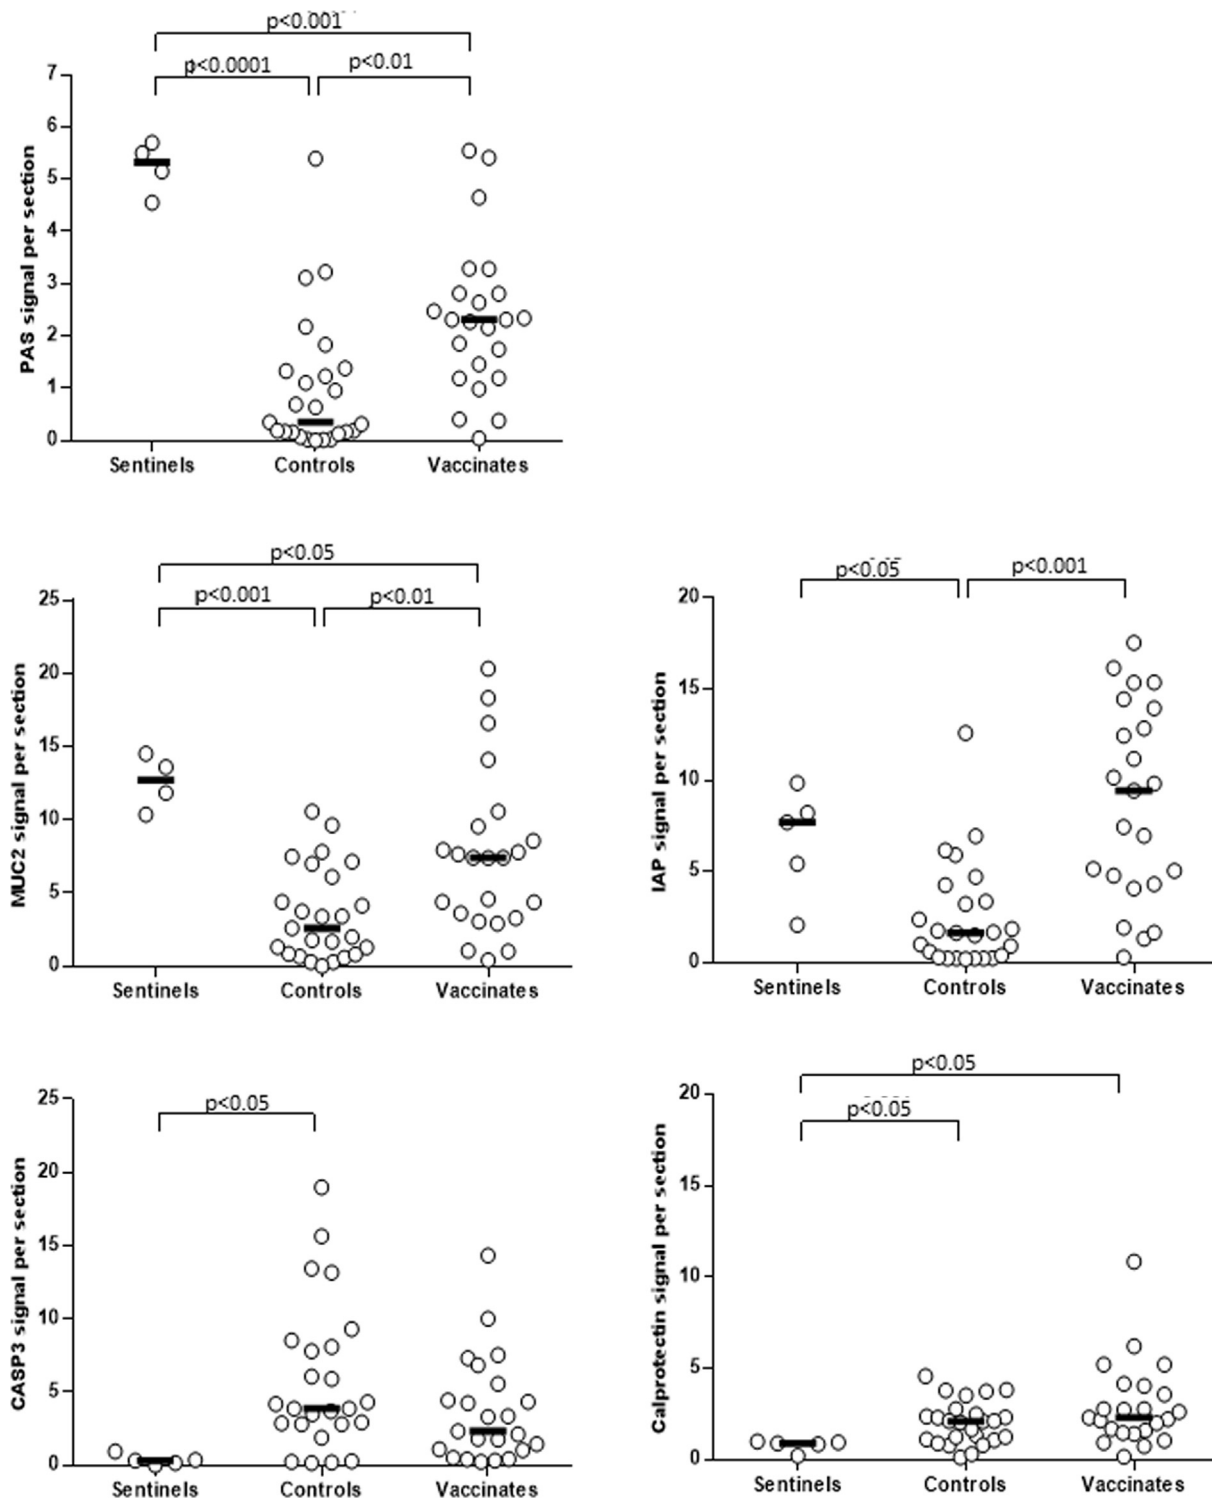 p<0.001
p<0.0001 p<0.01
PAS signal per section
7
6
5
4
3
2
1
0
Sentinels Controls Vaccinates
p<0.05
p<0.001 p<0.01
MUC2 signal per section
25
20
15
10
5
0
Sentinels Controls Vaccinates
p<0.05 p<0.001
IAP signal per section
20
15
10
5
0
Sentinels Controls Vaccinates
p<0.05
CASP3 signal per section
25
20
15
10
5
0
Sentinels Controls Vaccinates
p<0.05
p<0.05
Calprotectin signal per section
20
15
10
5
0
Sentinels Controls Vaccinates